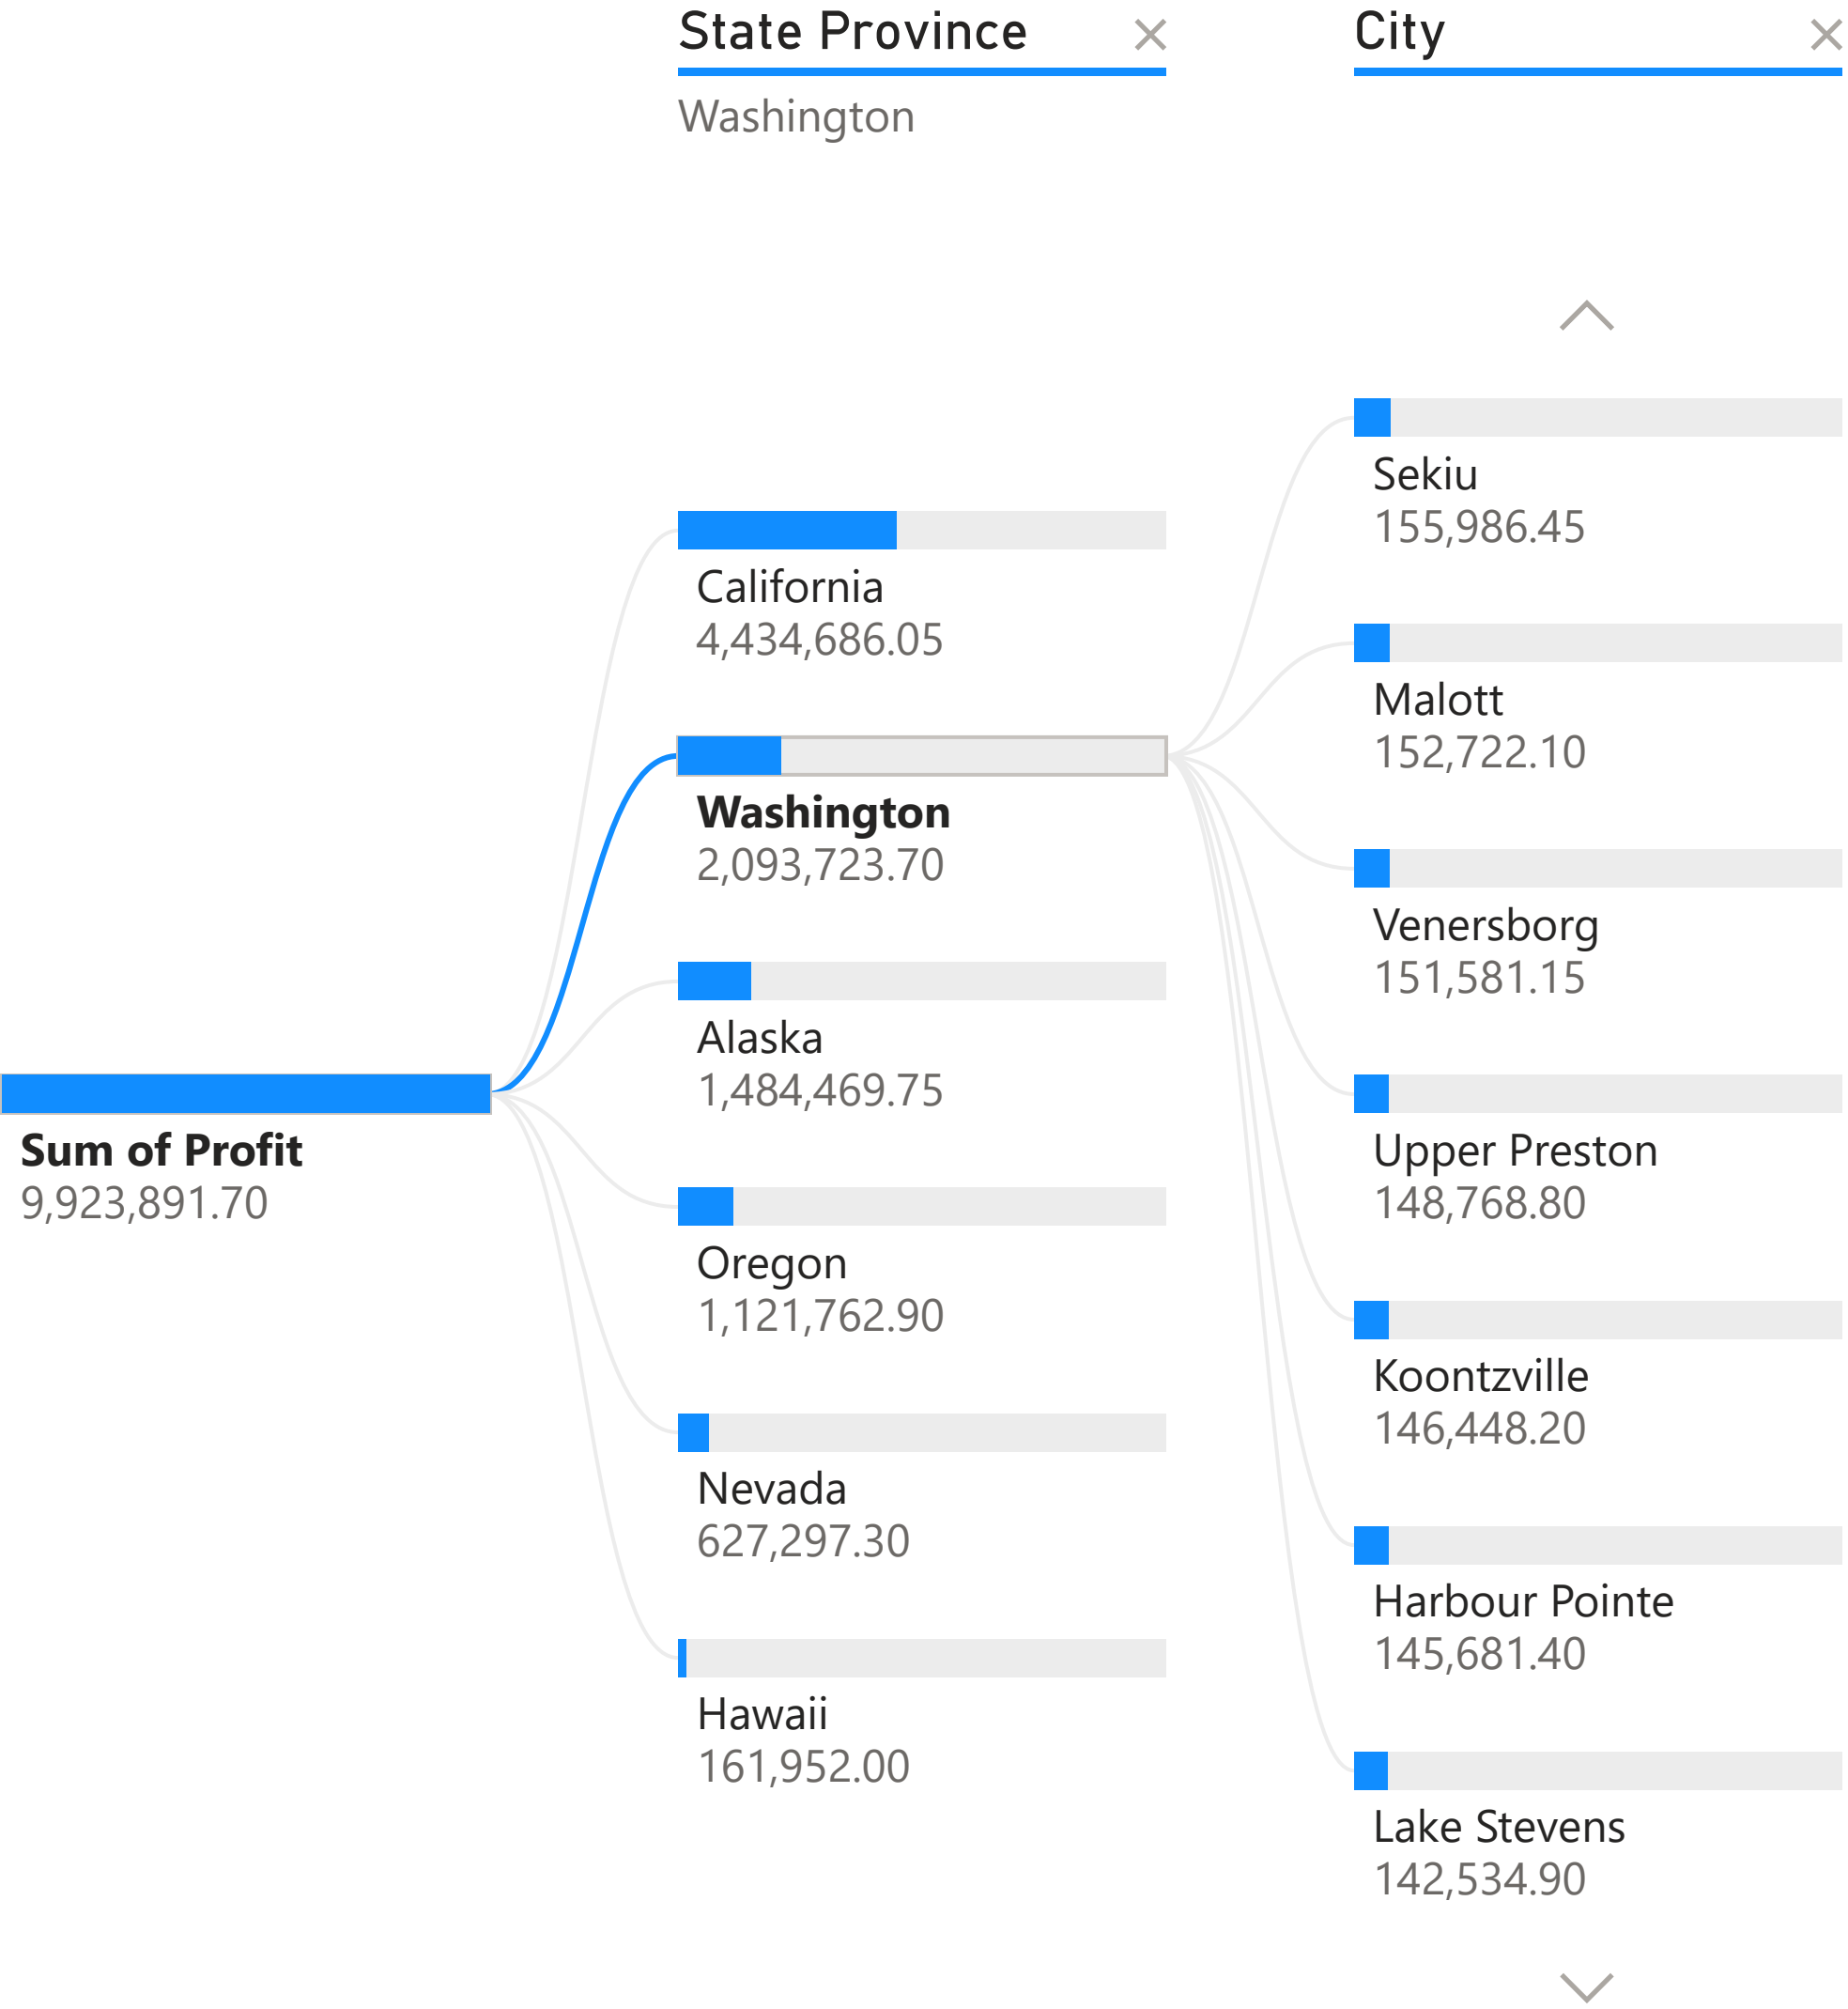 State Province
City
Washington
Sekiu
155,986.45
California
4,434,686.05
Malott
152,722.10
Washington
2,093,723.70
Venersborg
151,581.15
Alaska
1,484,469.75
Sum of Profit
9,923,891.70
Upper Preston
148,768.80
Oregon
1,121,762.90
Koontzville
146,448.20
Nevada
627,297.30
Harbour Pointe
145,681.40
Hawaii
161,952.00
Lake Stevens
142,534.90